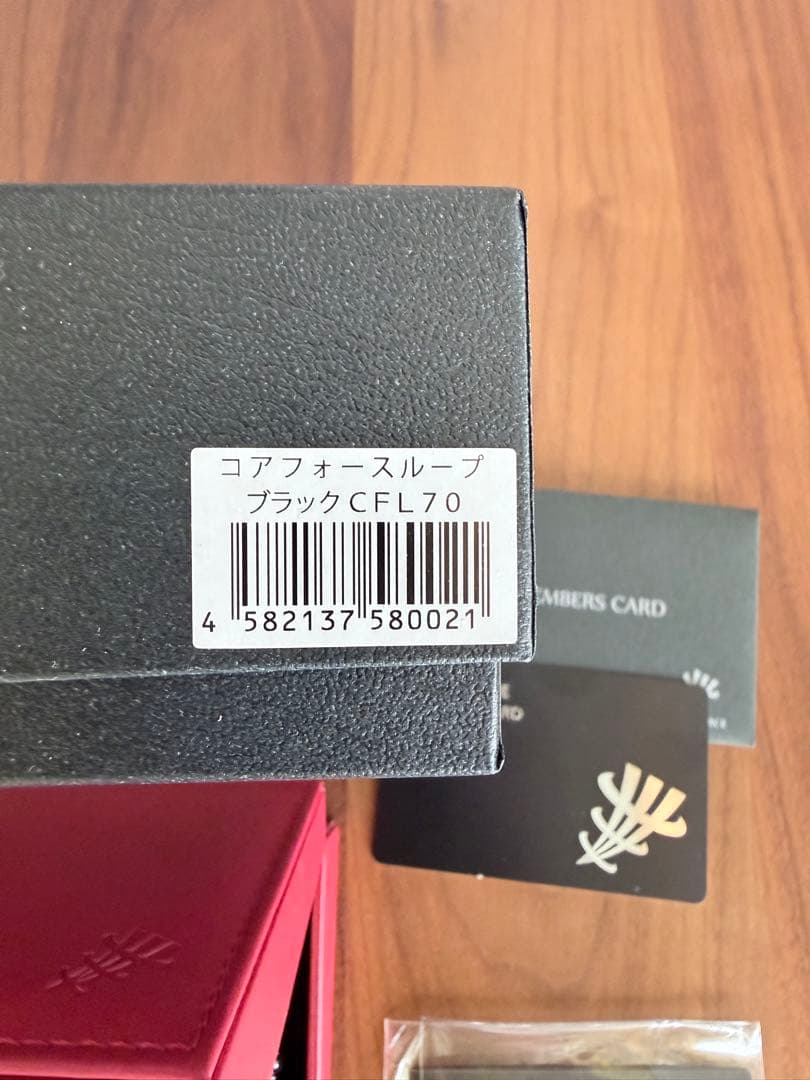 コアフォースループ
ブラックCFL70
4 582137 580021
EMBERS CARD